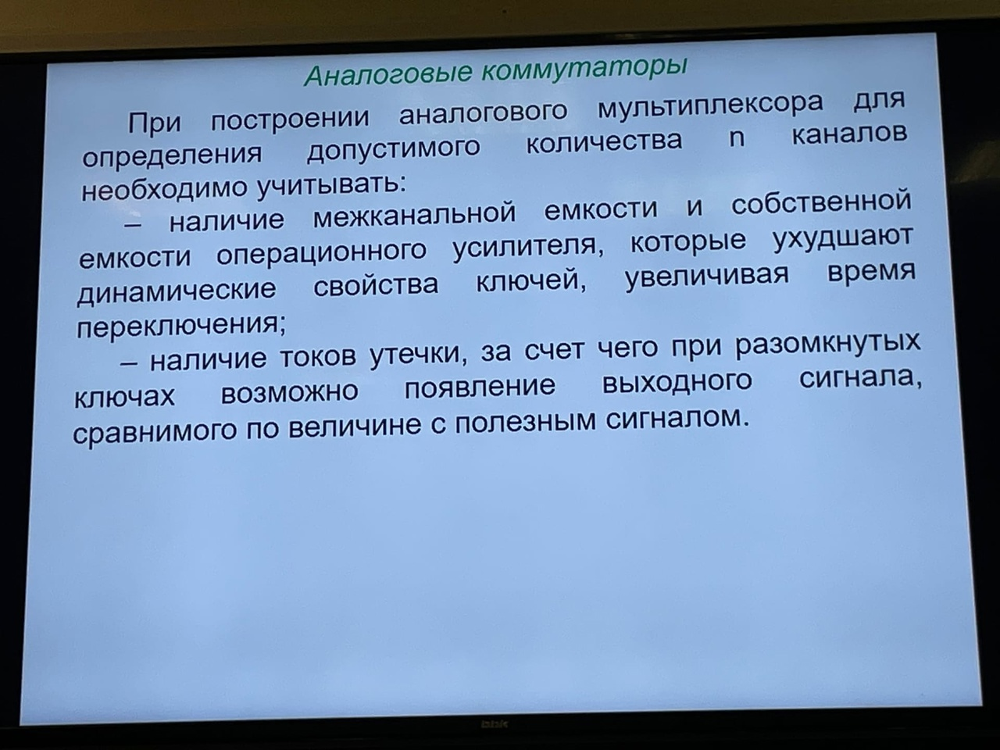 Аналоговые коммутаторы
При построении аналогового мультиплексора для
определения допустимого количества n каналов
необходимо учитывать:
– наличие межканальной емкости и собственной
емкости операционного усилителя, которые ухудшают
динамические свойства ключей, увеличивая время
переключения;
– наличие токов утечки, за счет чего при разомкнутых
ключах возможно появление выходного сигнала,
сравнимого по величине с полезным сигналом.
bbk